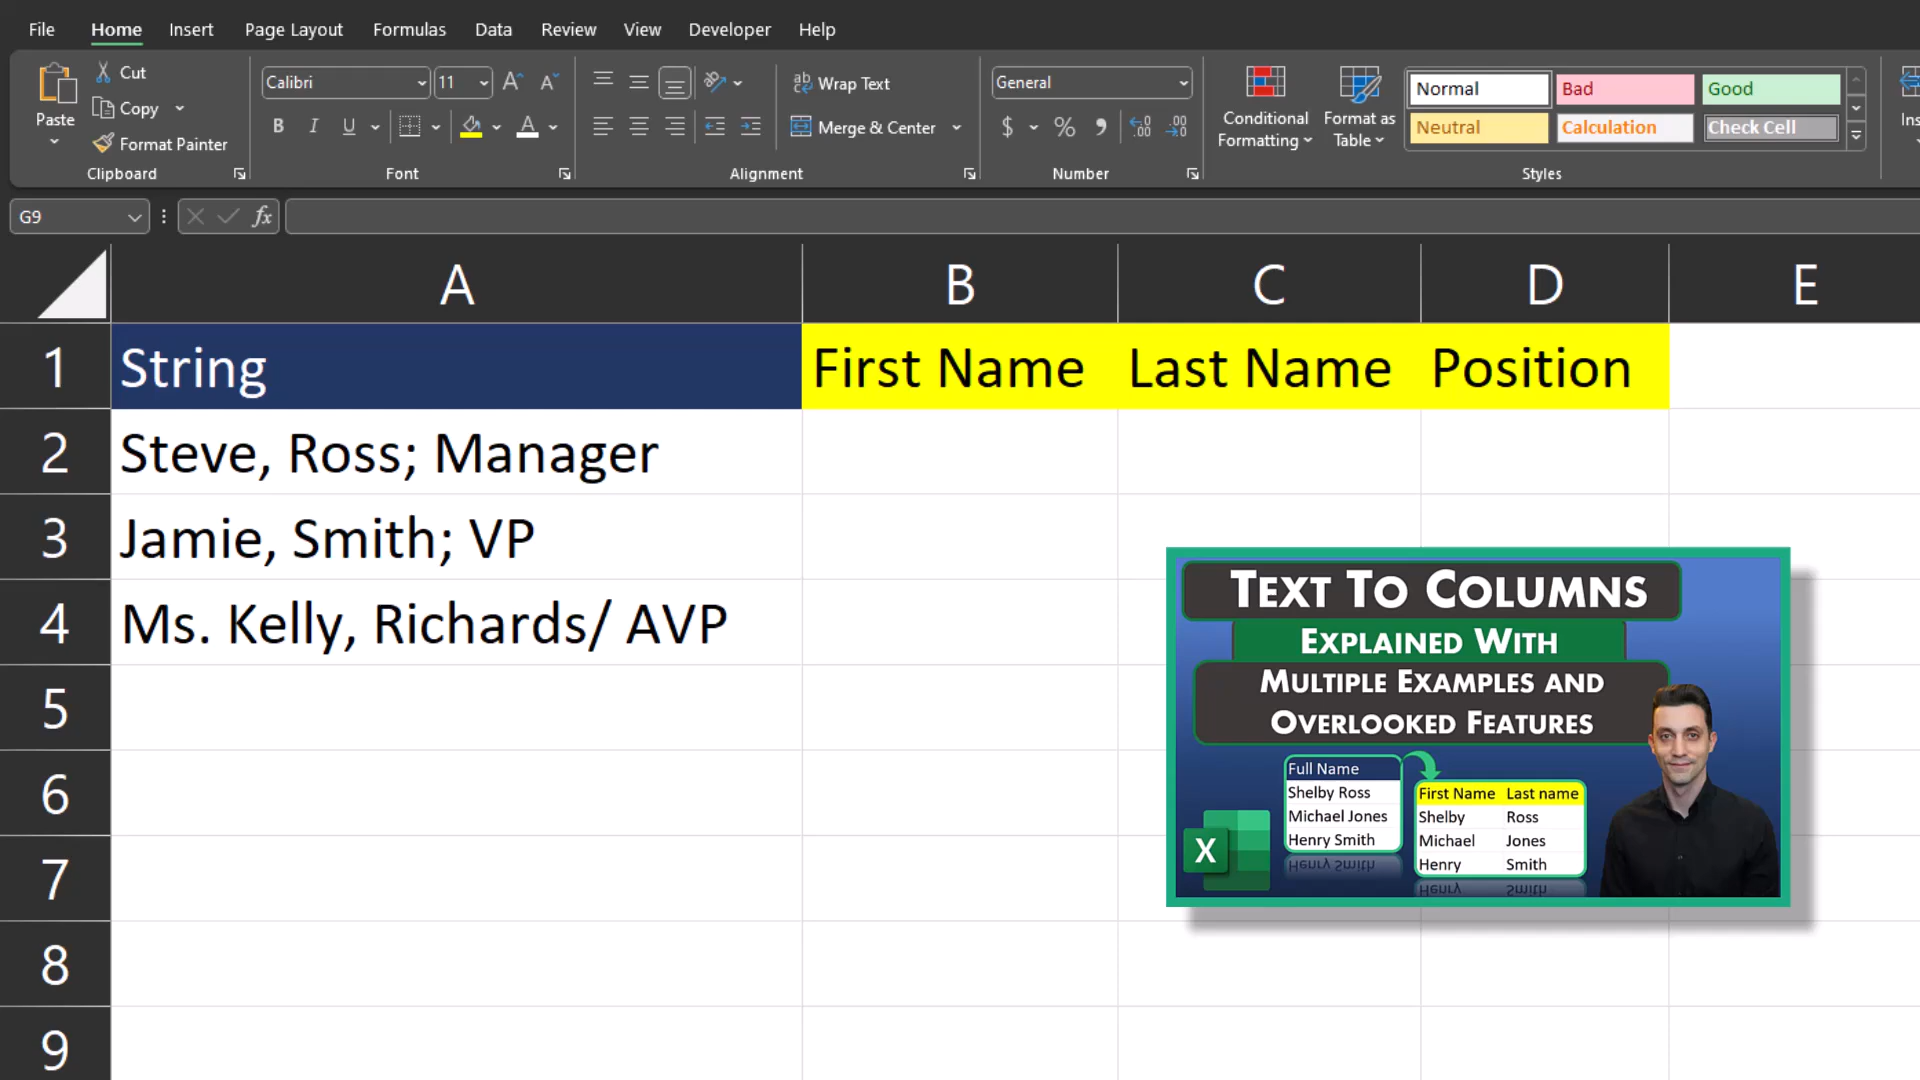 File Home Insert Page Layout Formulas Data Review View Developer Help
Paste
Cut
Copy
Format Painter
Clipboard
Calibri 11
B I U
Font
Wrap Text
Merge & Center
Alignment
General
$ % ,
Number
Conditional Formatting
Format as Table
Normal Bad Good
Neutral Calculation Check Cell
Styles
Ins
G9 fx
A B C D E
1 String First Name Last Name Position
2 Steve, Ross; Manager
3 Jamie, Smith; VP
4 Ms. Kelly, Richards/ AVP
5
6
7
8
9
TEXT TO COLUMNS
EXPLAINED WITH
MULTIPLE EXAMPLES AND
OVERLOOKED FEATURES
X
Full Name
Shelby Ross
Michael Jones
Henry Smith
First Name Last name
Shelby Ross
Michael Jones
Henry Smith